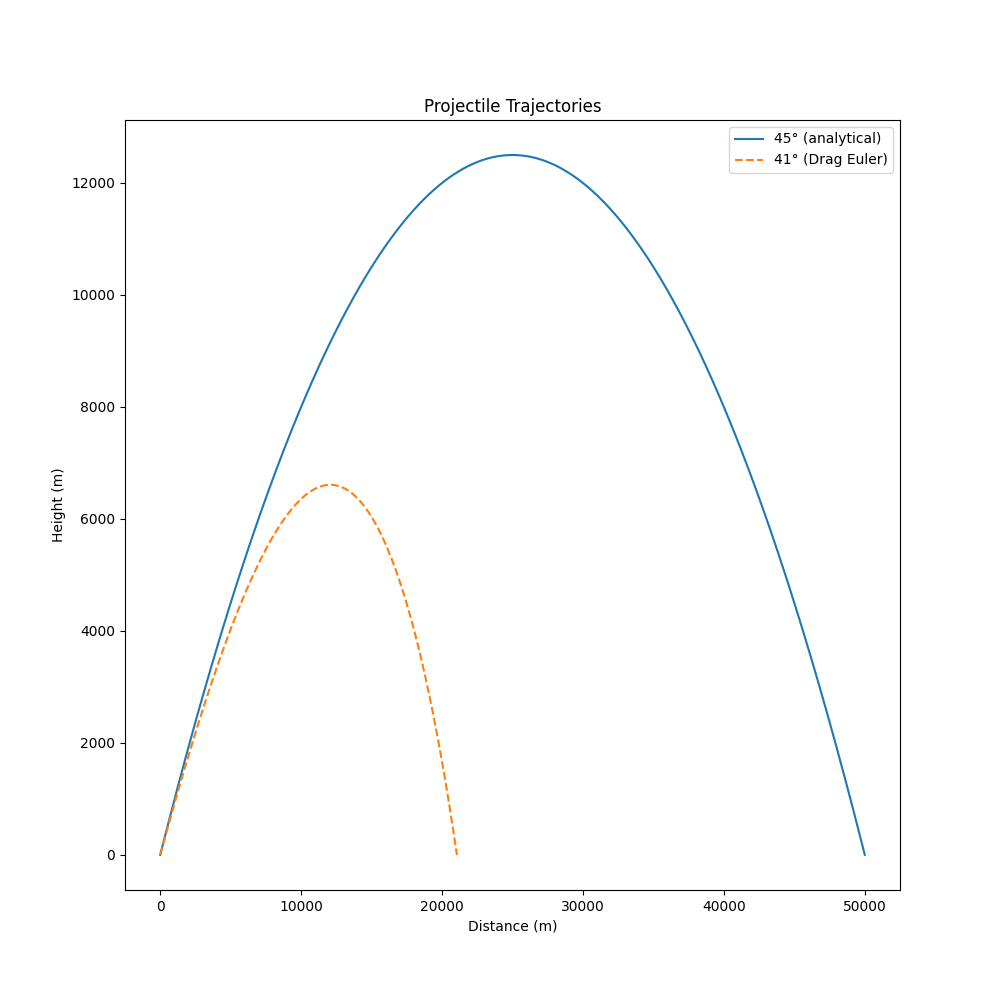 Projectile Trajectories
45° (analytical)
41° (Drag Euler)
Height (m)
12000
10000
8000
6000
4000
2000
0
0 10000 20000 30000 40000 50000
Distance (m)